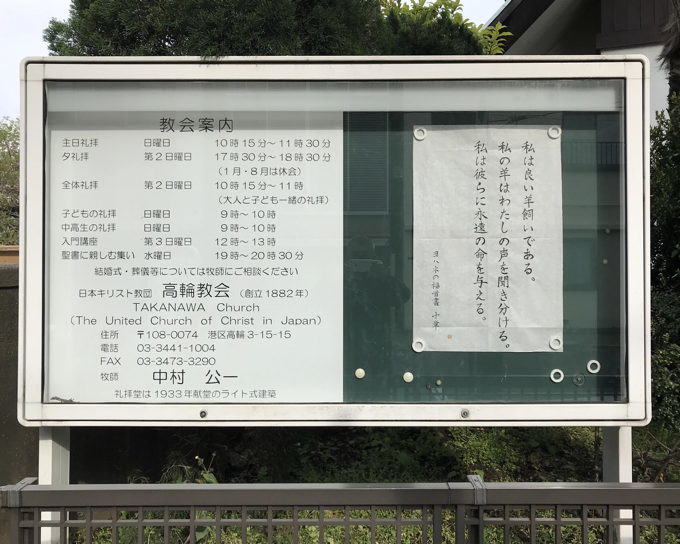 教会案内
主日礼拝 日曜日 10時15分〜11時30分
夕礼拝 第2日曜日 17時30分〜18時30分
（1月・8月は休会）
全体礼拝 第2日曜日 10時15分〜11時
（大人と子ども一緒の礼拝）
子どもの礼拝 日曜日 9時〜10時
中高生の礼拝 日曜日 9時〜10時
入門講座 第3日曜日 12時〜13時
聖書に親しむ集い 水曜日 19時〜20時30分
結婚式・葬儀等については牧師にご相談ください
日本キリスト教団 高輪教会 （創立1882年）
TAKANAWA Church
(The United Church of Christ in Japan)
住所 〒108-0074 港区高輪3-15-15
電話 03-3441-1004
FAX 03-3473-3290
牧師 中村 公一
礼拝堂は1933年献堂のライト式建築
私は良い羊飼いである。
私の羊はわたしの声を聞き分ける。
私は彼らに永遠の命を与える。
ヨハネの福音書 十章